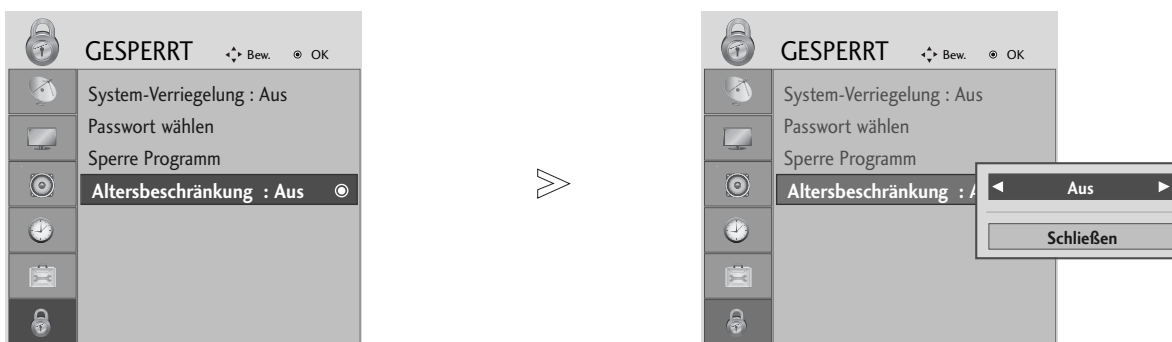 GESPERRT Bew. OK
System-Verriegelung : Aus
Passwort wählen
Sperre Programm
Altersbeschränkung : Aus
GESPERRT Bew. OK
System-Verriegelung : Aus
Passwort wählen
Sperre Programm
Altersbeschränkung : A
Aus
Schließen